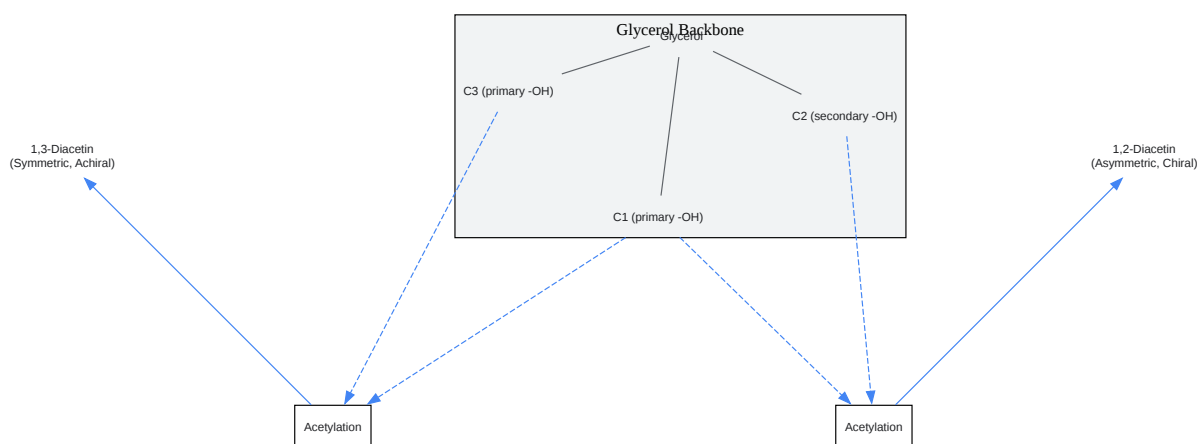 Glycerol Backbone
Glycerol
C3 (primary -OH)
C2 (secondary -OH)
1,3-Diacetin
(Symmetric, Achiral)
1,2-Diacetin
(Asymmetric, Chiral)
C1 (primary -OH)
Acetylation
Acetylation